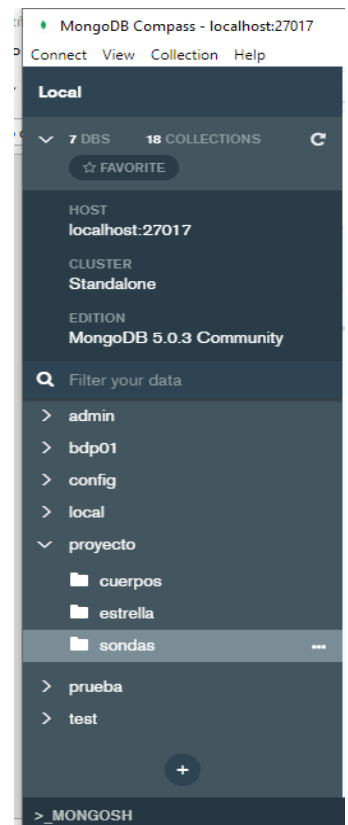 MongoDB Compass - localhost:27017
Connect View Collection Help
Local
7 DBS 18 COLLECTIONS
☆ FAVORITE
HOST
localhost:27017
CLUSTER
Standalone
EDITION
MongoDB 5.0.3 Community
Filter your data
admin
bdp01
config
local
proyecto
cuerpos
estrella
sondas
prueba
test
+
>_MONGOSH